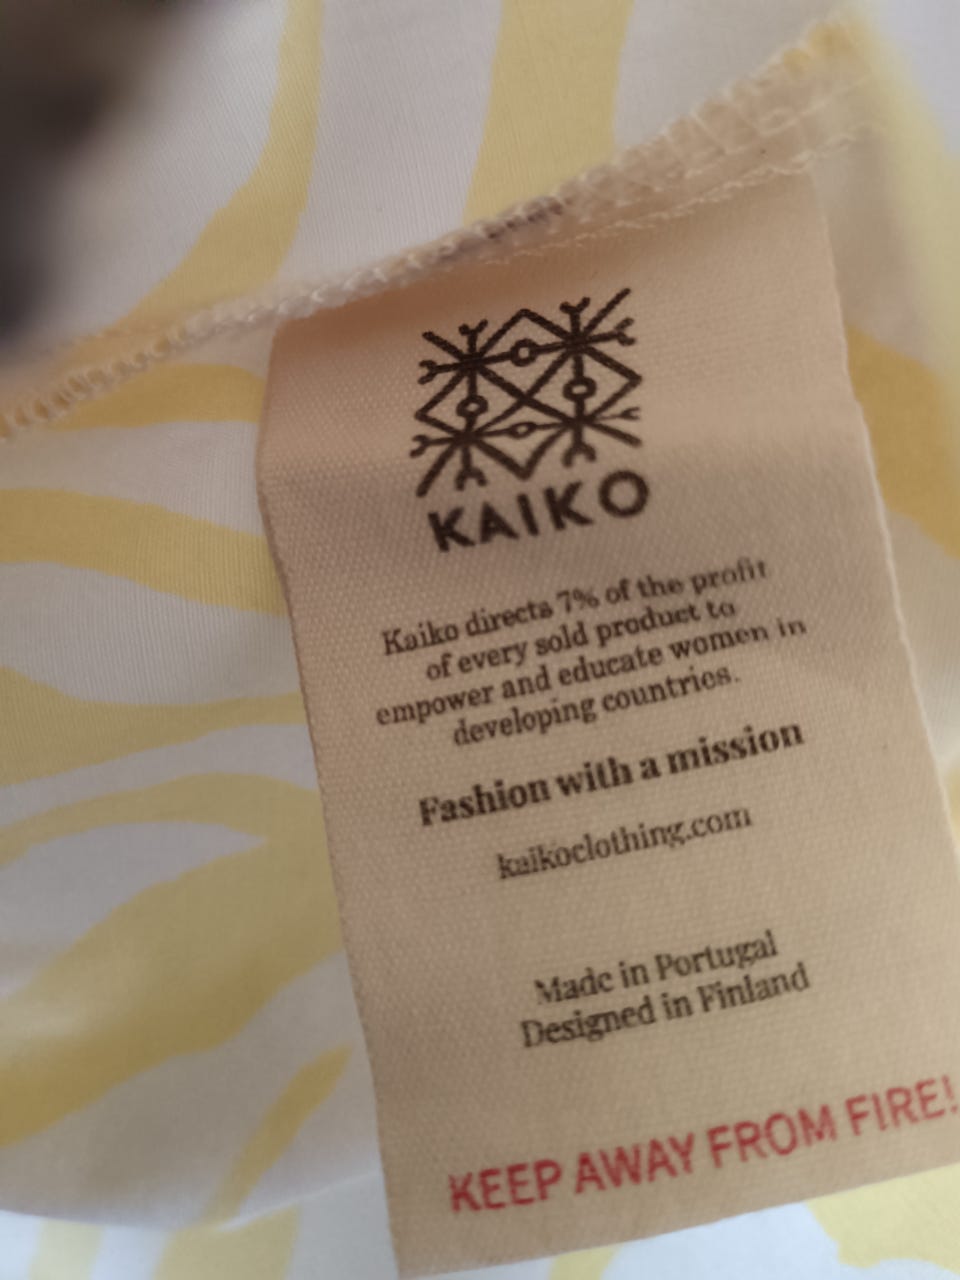 KAIKO
Kaiko directs 7% of the profit
of every sold product to
empower and educate women in
developing countries.
Fashion with a mission
kaikoclothing.com
Made in Portugal
Designed in Finland
KEEP AWAY FROM FIRE!